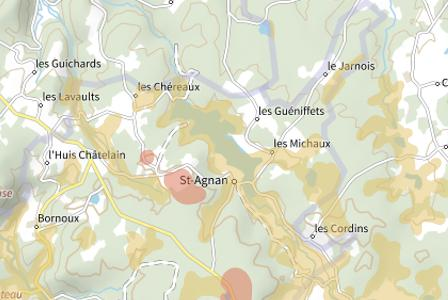 les Guichards
le Jarnois
les Chéreaux
les Lavaults
les Guéniffets
les Michaux
l'Huis Châtelain
St-Agnan
Bornoux
les Cordins
teau